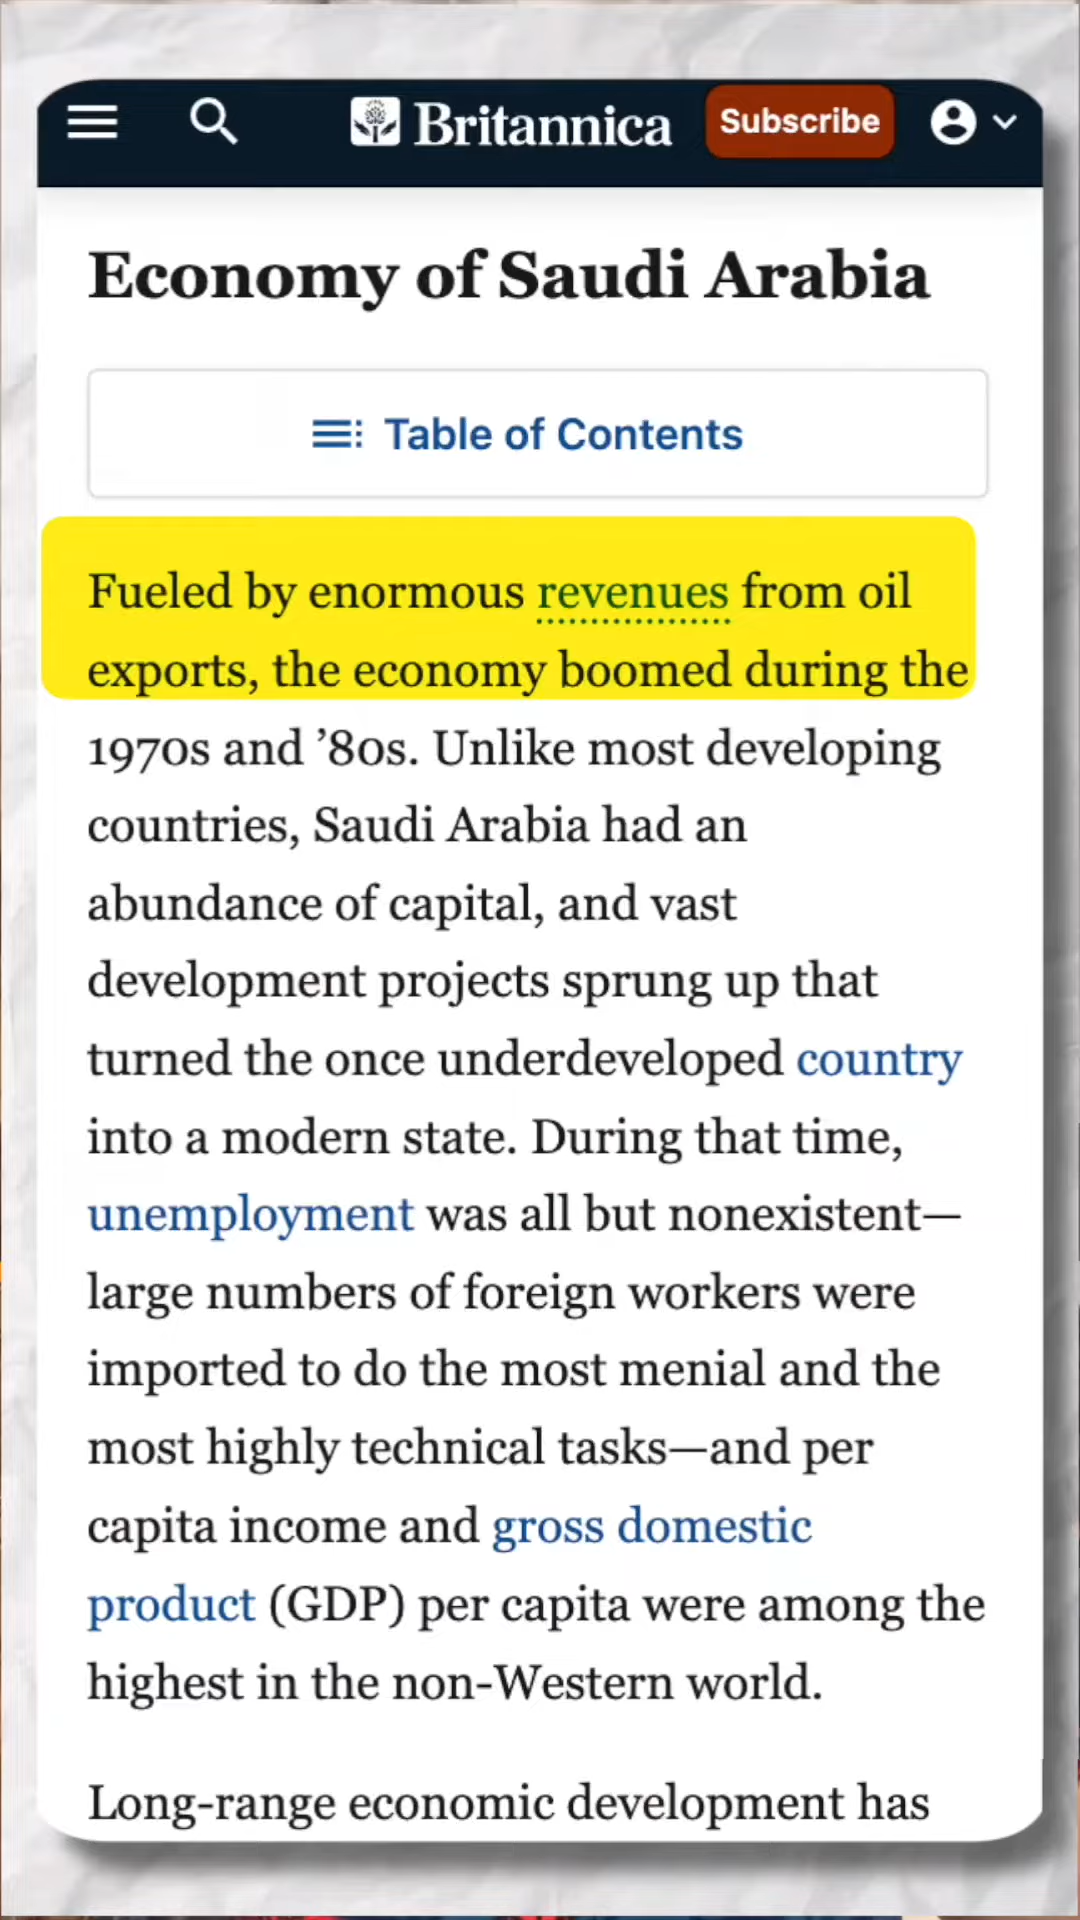 Britannica
Subscribe
Economy of Saudi Arabia
Table of Contents
Fueled by enormous revenues from oil
exports, the economy boomed during the
1970s and ’80s. Unlike most developing
countries, Saudi Arabia had an
abundance of capital, and vast
development projects sprung up that
turned the once underdeveloped country
into a modern state. During that time,
unemployment was all but nonexistent—
large numbers of foreign workers were
imported to do the most menial and the
most highly technical tasks—and per
capita income and gross domestic
product (GDP) per capita were among the
highest in the non-Western world.
Long-range economic development has